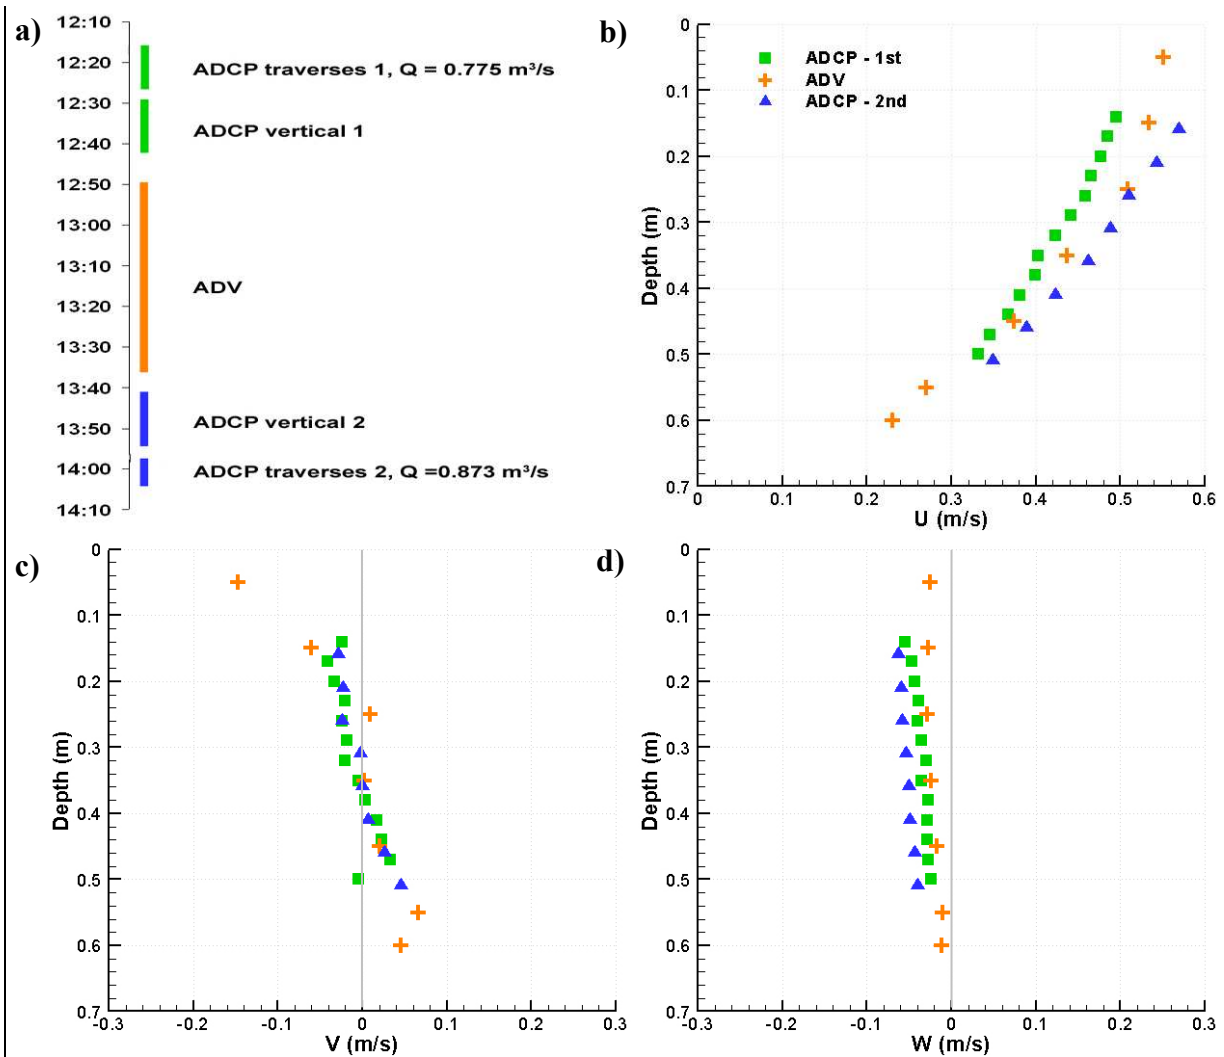 a)
12:10
12:20
ADCP traverses 1, Q = 0.775 m³/s
12:30
ADCP vertical 1
12:40
12:50
13:00
13:10
ADV
13:20
13:30
13:40
ADCP vertical 2
13:50
14:00
ADCP traverses 2, Q =0.873 m³/s
14:10
b)
ADCP - 1st
ADV
ADCP - 2nd
0
0.1
0.2
0.3
0.4
0.5
0.6
0.7
Depth (m)
0 0.1 0.2 0.3 0.4 0.5 0.6
U (m/s)
c)
0
0.1
0.2
0.3
0.4
0.5
0.6
0.7
Depth (m)
-0.3 -0.2 -0.1 0 0.1 0.2 0.3
V (m/s)
d)
0
0.1
0.2
0.3
0.4
0.5
0.6
0.7
Depth (m)
-0.3 -0.2 -0.1 0 0.1 0.2 0.3
W (m/s)